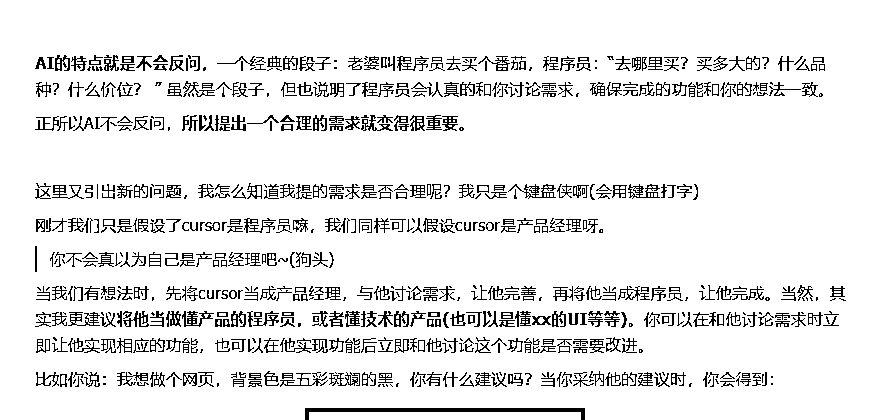 AI的特点就是不会反问，一个经典的段子：老婆叫程序员去买个番茄，程序员：“去哪里买？买多大的？什么品
种？什么价位？ ”虽然是个段子，但也说明了程序员会认真的和你讨论需求，确保完成的功能和你的想法一致。
正所以AI不会反问，所以提出一个合理的需求就变得很重要。
这里又引出新的问题，我怎么知道我提的需求是否合理呢？我只是个键盘侠啊(会用键盘打字)
刚才我们只是假设了cursor是程序员嘛，我们同样可以假设cursor是产品经理呀。
你不会真以为自己是产品经理吧~(狗头)
当我们有想法时，先将cursor当成产品经理，与他讨论需求，让他完善，再将他当成程序员，让他完成。当然，其
实我更建议将他当做懂产品的程序员，或者懂技术的产品(也可以是懂xx的UI等等)。你可以在和他讨论需求时立
即让他实现相应的功能，也可以在他实现功能后立即和他讨论这个功能是否需要改进。
比如你说：我想做个网页，背景色是五彩斑斓的黑，你有什么建议吗？当你采纳他的建议时，你会得到：